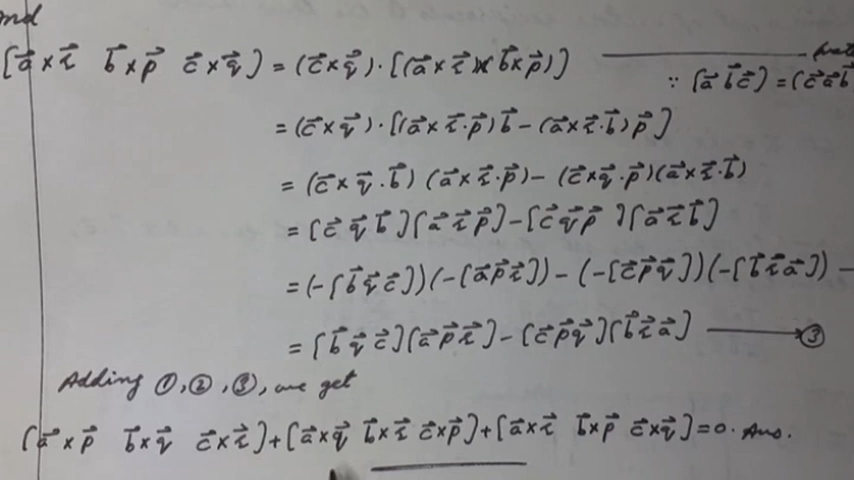 and
[a⃗ × r⃗ b⃗ × p⃗ c⃗ × q⃗] = (c⃗ × q⃗) · [(a⃗ × r⃗) × (b⃗ × p⃗)]
∵ [a⃗ b⃗ c⃗] = [c⃗ a⃗ b⃗
= (c⃗ × q⃗) · [(a⃗ × r⃗ · p⃗) b⃗ − (a⃗ × r⃗ · b⃗) p⃗]
= (c⃗ × q⃗ · b⃗) (a⃗ × r⃗ · p⃗) − (c⃗ × q⃗ · p⃗)(a⃗ × r⃗ · b⃗)
= [c⃗ q⃗ b⃗][a⃗ r⃗ p⃗] − [c⃗ q⃗ p⃗][a⃗ r⃗ b⃗]
= (−[b⃗ q⃗ c⃗])(−[a⃗ p⃗ r⃗]) − (−[c⃗ p⃗ q⃗])(−[b⃗ r⃗ a⃗]) −
= [b⃗ q⃗ c⃗][a⃗ p⃗ r⃗] − [c⃗ p⃗ q⃗][b⃗ r⃗ a⃗] ⟶ ③
Adding ①, ②, ③, we get
[a⃗ × p⃗ b⃗ × q⃗ c⃗ × r⃗] + [a⃗ × q⃗ b⃗ × r⃗ c⃗ × p⃗] + [a⃗ × r⃗ b⃗ × p⃗ c⃗ × q⃗] = 0. Ans.